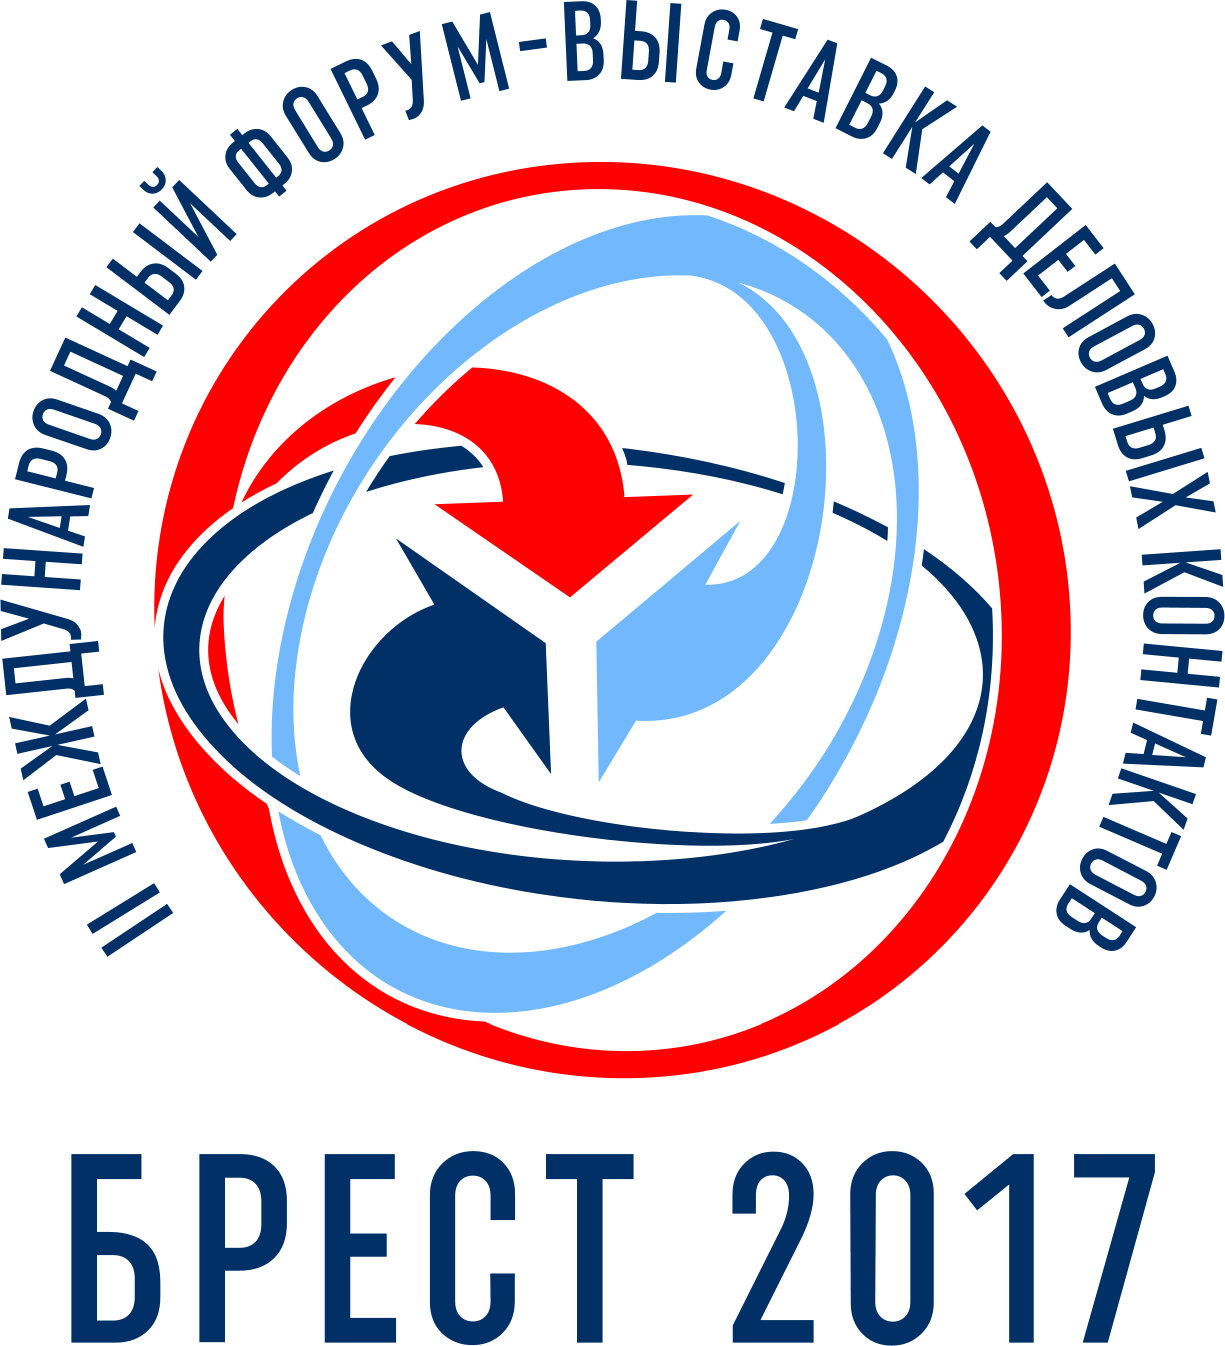 II МЕЖДУНАРОДНЫЙ ФОРУМ-ВЫСТАВКА ДЕЛОВЫХ КОНТАКТОВ
БРЕСТ 2017